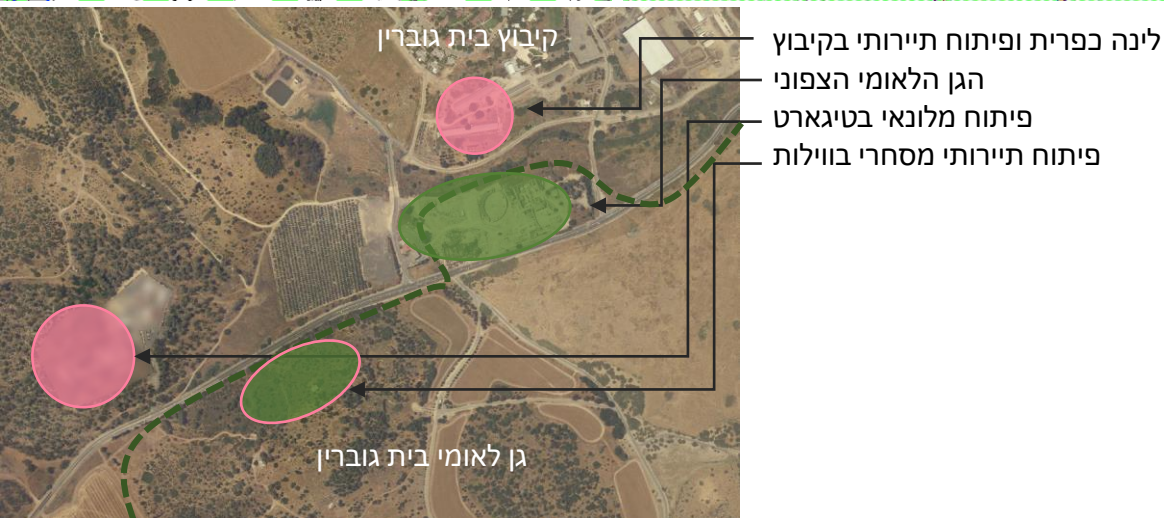 קיבוץ בית גוברין
לינה כפרית ופיתוח תיירותי בקיבוץ
הגן הלאומי הצפוני
פיתוח מלונאי בטיגארט
פיתוח תיירותי מסחרי בווילות
גן לאומי בית גוברין